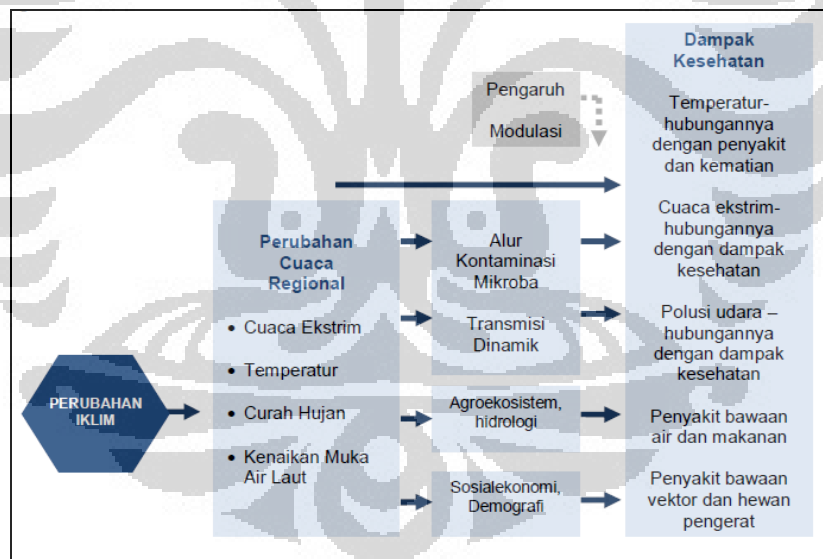 PERUBAHAN
IKLIM
Perubahan
Cuaca
Regional
• Cuaca Ekstrim
• Temperatur
• Curah Hujan
• Kenaikan Muka
Air Laut
Pengaruh
Modulasi
Alur
Kontaminasi
Mikroba
Transmisi
Dinamik
Agroekosistem,
hidrologi
Sosialekonomi,
Demografi
Dampak
Kesehatan
Temperatur-
hubungannya
dengan penyakit
dan kematian
Cuaca ekstrim-
hubungannya
dengan dampak
kesehatan
Polusi udara –
hubungannya
dengan dampak
kesehatan
Penyakit bawaan
air dan makanan
Penyakit bawaan
vektor dan hewan
pengerat